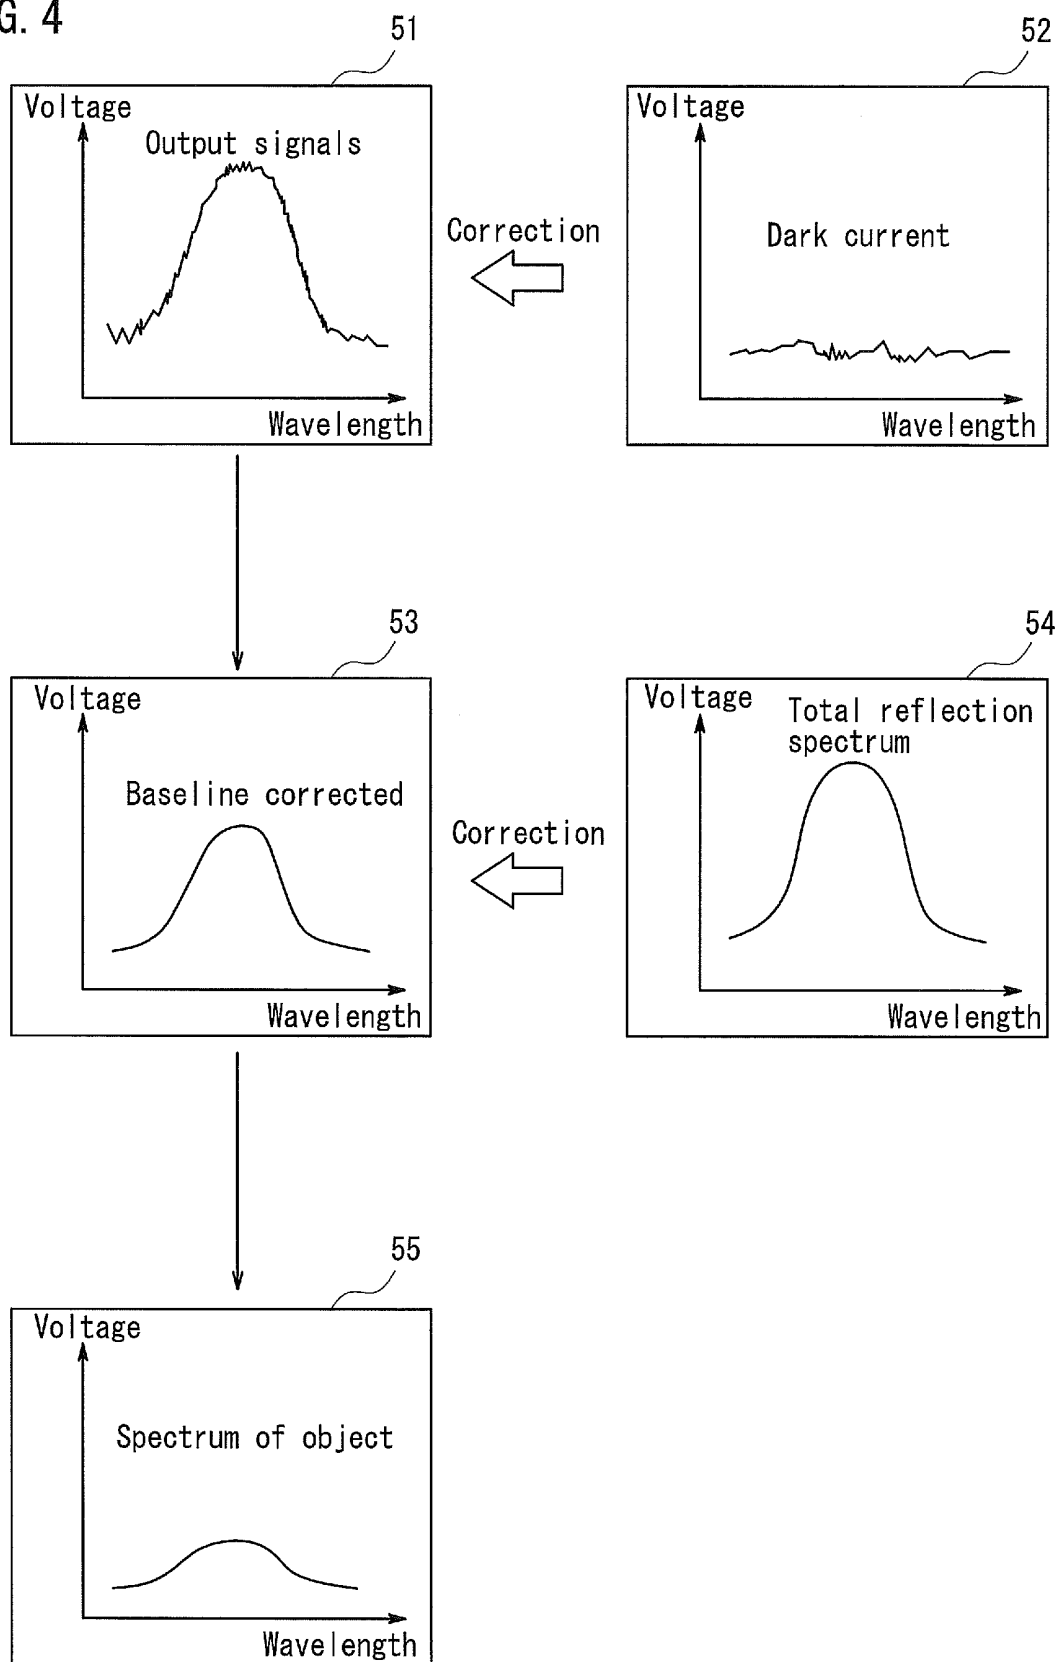 G. 4
51
52
Voltage
Output signals
Wavelength
Correction
Voltage
Dark current
Wavelength
53
54
Voltage
Baseline corrected
Wavelength
Correction
Voltage
Total reflection
spectrum
Wavelength
55
Voltage
Spectrum of object
Wavelength